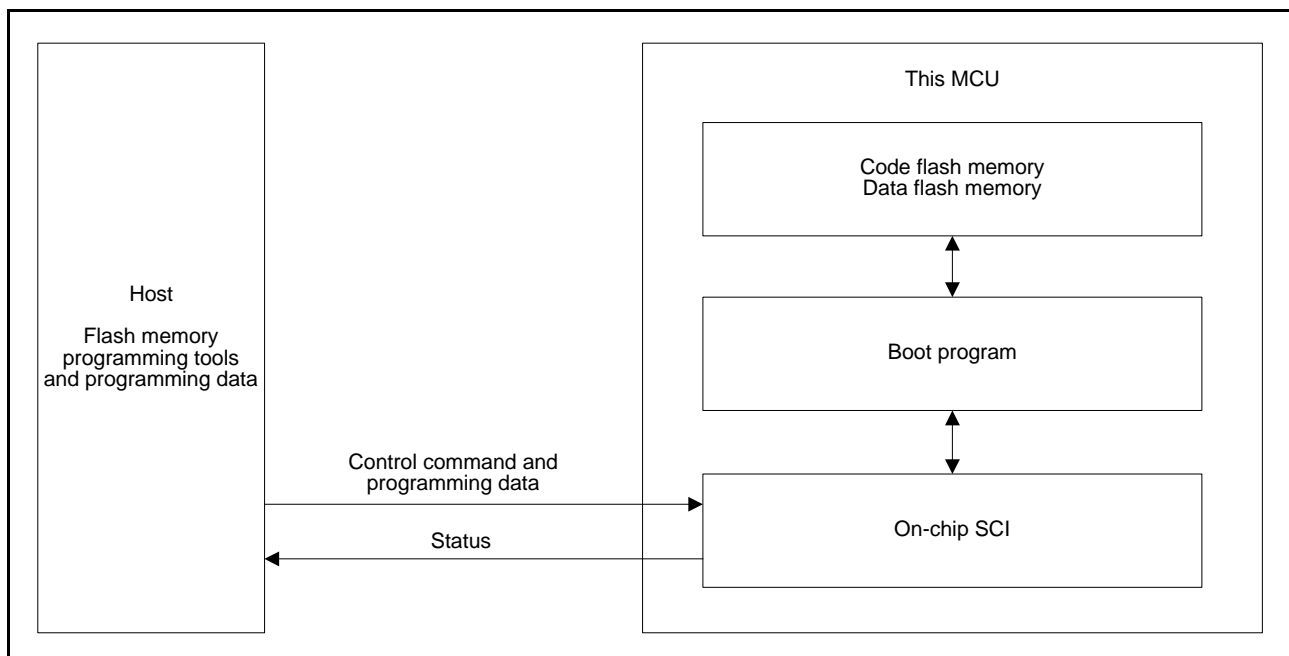 Host
Flash memory
programming tools
and programming data
Control command and
programming data
Status
This MCU
Code flash memory
Data flash memory
Boot program
On-chip SCI